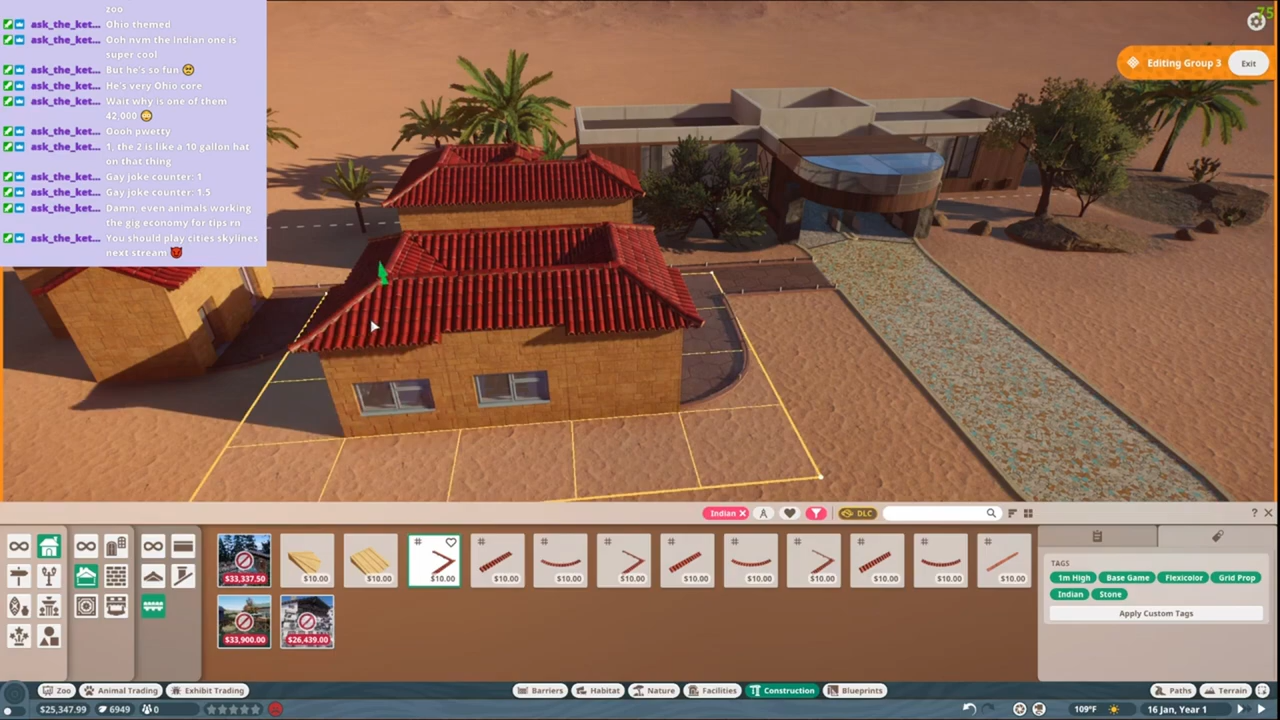 zoo.
ask_the_ket... Ohio themed
ask_the_ket... Ooh nvm the indian one is
super cool
ask_the_ket... But he's so fun 🥺
ask_the_ket... He's very Ohio core
ask_the_ket... Wait why is one of them
42,000 😳
ask_the_ket... Oooh pwetty
ask_the_ket... 1, the 2 is like a 10 gallon hat
on that thing
ask_the_ket... Gay joke counter: 1
ask_the_ket... Gay joke counter: 1.5
ask_the_ket... Damn, even animals working
the gig economy for tips rn
ask_the_ket... You should play cities skylines
next stream 😈
75
Editing Group 3 Exit
Indian × DLC
? ×
$33,337.50 $10.00 $10.00 # $10.00 # $10.00 # $10.00 # $10.00 # $10.00 # $10.00 # $10.00 # $10.00 # $10.00 # $10.00
$33,900.00 $26,439.00
TAGS
1m High Base Game Flexicolor Grid Prop
Indian Stone
Apply Custom Tags
Zoo Animal Trading Exhibit Trading Barriers Habitat Nature Facilities Construction Blueprints Paths Terrain
$25,347.99 6949 0 109°F 16 Jan, Year 1